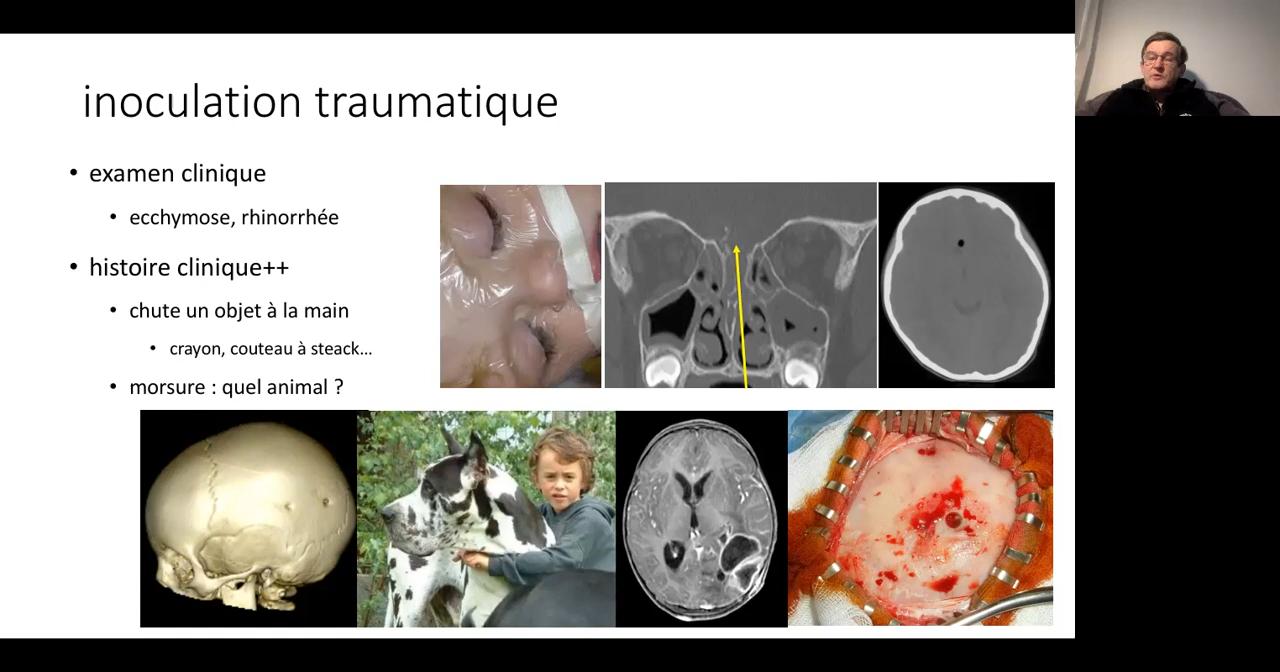 inoculation traumatique
• examen clinique
• ecchymose, rhinorrhée
• histoire clinique++
• chute un objet à la main
• crayon, couteau à steack...
• morsure : quel animal ?